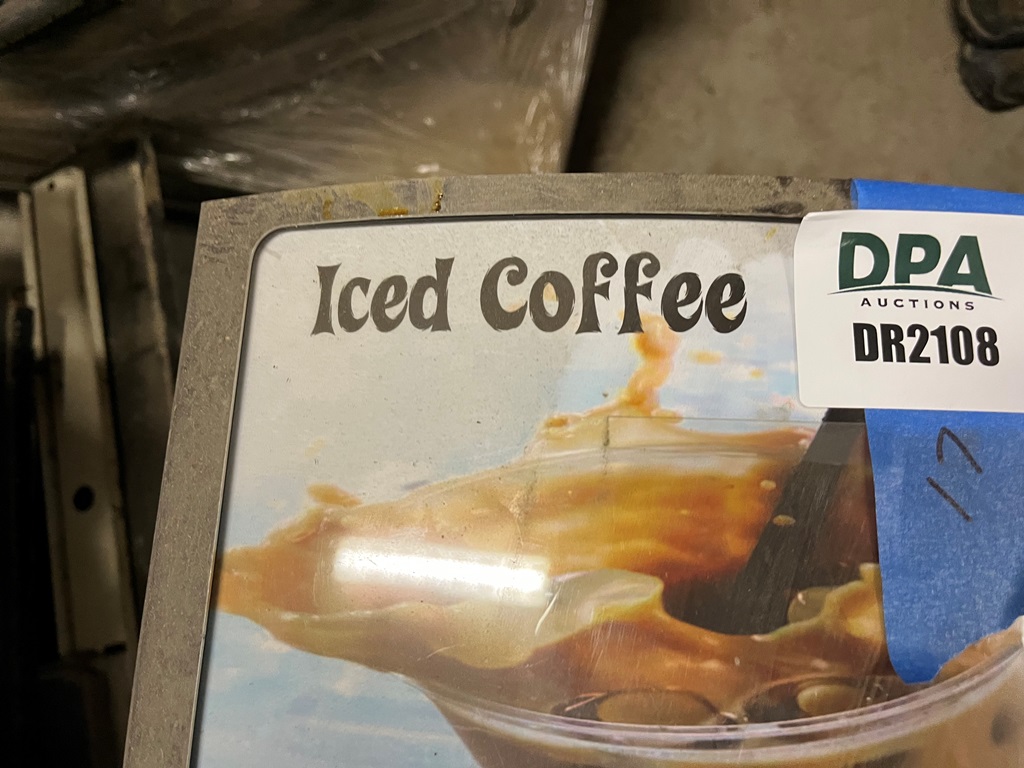 Iced Coffee
DPA
AUCTIONS
DR2108
17